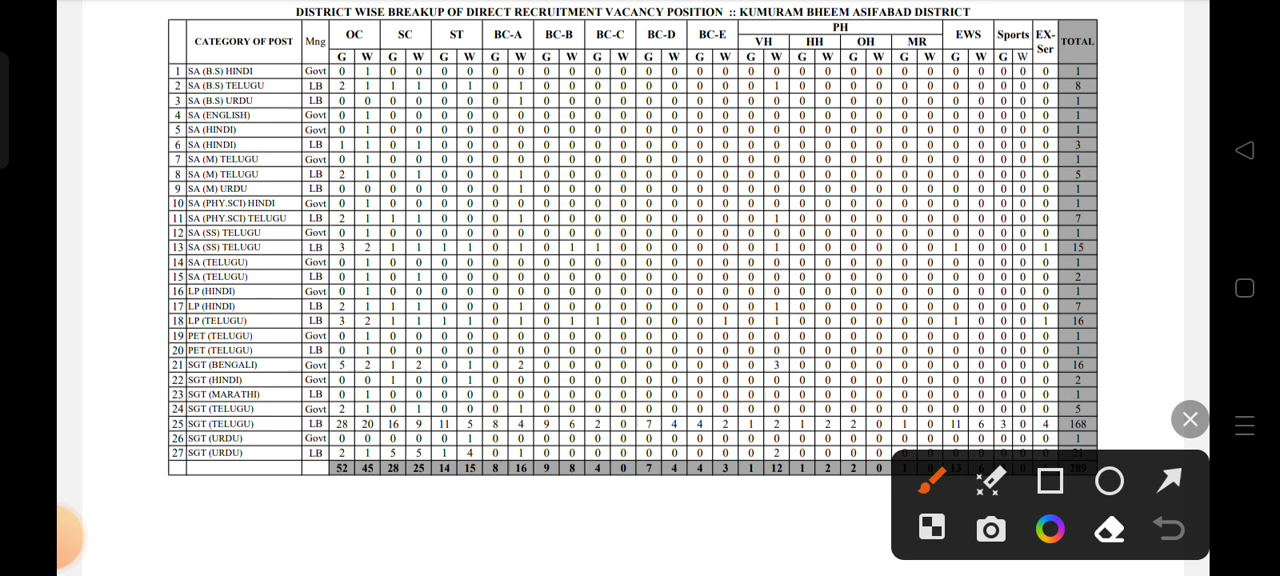 DISTRICT WISE BREAKUP OF DIRECT RECRUITMENT VACANCY POSITION :: KUMURAM BHEEM ASIFABAD DISTRICT
CATEGORY OF POST Mng OC SC ST BC-A BC-B BC-C BC-D BC-E PH EWS Sports EX-Ser TOTAL
VH HH OH MR
G W G W G W G W G W G W G W G W G W G W G W G W G W G W
1 SA (B.S) HINDI Govt 0 1 0 0 0 0 0 0 0 0 0 0 0 0 0 0 0 0 0 0 0 0 0 0 0 0 0 0 0 1
2 SA (B.S) TELUGU LB 2 1 1 1 0 1 0 1 0 0 0 0 0 0 0 0 0 1 0 0 0 0 0 0 0 0 0 0 0 8
3 SA (B.S) URDU LB 0 0 0 0 0 0 0 1 0 0 0 0 0 0 0 0 0 0 0 0 0 0 0 0 0 0 0 0 0 1
4 SA (ENGLISH) Govt 0 1 0 0 0 0 0 0 0 0 0 0 0 0 0 0 0 0 0 0 0 0 0 0 0 0 0 0 0 1
5 SA (HINDI) Govt 0 1 0 0 0 0 0 0 0 0 0 0 0 0 0 0 0 0 0 0 0 0 0 0 0 0 0 0 0 1
6 SA (HINDI) LB 1 1 0 1 0 0 0 0 0 0 0 0 0 0 0 0 0 0 0 0 0 0 0 0 0 0 0 0 0 3
7 SA (M) TELUGU Govt 0 1 0 0 0 0 0 0 0 0 0 0 0 0 0 0 0 0 0 0 0 0 0 0 0 0 0 0 0 1
8 SA (M) TELUGU LB 2 1 0 1 0 0 0 1 0 0 0 0 0 0 0 0 0 0 0 0 0 0 0 0 0 0 0 0 0 5
9 SA (M) URDU LB 0 0 0 0 0 0 0 1 0 0 0 0 0 0 0 0 0 0 0 0 0 0 0 0 0 0 0 0 0 1
10 SA (PHY.SCI) HINDI Govt 0 1 0 0 0 0 0 0 0 0 0 0 0 0 0 0 0 0 0 0 0 0 0 0 0 0 0 0 0 1
11 SA (PHY.SCI) TELUGU LB 2 1 1 1 0 0 0 1 0 0 0 0 0 0 0 0 0 1 0 0 0 0 0 0 0 0 0 0 0 7
12 SA (SS) TELUGU Govt 0 1 0 0 0 0 0 0 0 0 0 0 0 0 0 0 0 0 0 0 0 0 0 0 0 0 0 0 0 1
13 SA (SS) TELUGU LB 3 2 1 1 1 1 0 1 0 1 1 0 0 0 0 0 0 1 0 0 0 0 0 0 1 0 0 0 1 15
14 SA (TELUGU) Govt 0 1 0 0 0 0 0 0 0 0 0 0 0 0 0 0 0 0 0 0 0 0 0 0 0 0 0 0 0 1
15 SA (TELUGU) LB 0 1 0 1 0 0 0 0 0 0 0 0 0 0 0 0 0 0 0 0 0 0 0 0 0 0 0 0 0 2
16 LP (HINDI) Govt 0 1 0 0 0 0 0 0 0 0 0 0 0 0 0 0 0 0 0 0 0 0 0 0 0 0 0 0 0 1
17 LP (HINDI) LB 2 1 1 1 0 0 0 1 0 0 0 0 0 0 0 0 0 1 0 0 0 0 0 0 0 0 0 0 0 7
18 LP (TELUGU) LB 3 2 1 1 1 1 0 1 0 1 1 0 0 0 0 1 0 1 0 0 0 0 0 0 1 0 0 0 1 16
19 PET (TELUGU) Govt 0 1 0 0 0 0 0 0 0 0 0 0 0 0 0 0 0 0 0 0 0 0 0 0 0 0 0 0 0 1
20 PET (TELUGU) LB 0 1 0 0 0 0 0 0 0 0 0 0 0 0 0 0 0 0 0 0 0 0 0 0 0 0 0 0 0 1
21 SGT (BENGALI) Govt 5 2 1 2 0 1 0 2 0 0 0 0 0 0 0 0 0 3 0 0 0 0 0 0 0 0 0 0 0 16
22 SGT (HINDI) Govt 0 0 1 0 0 1 0 0 0 0 0 0 0 0 0 0 0 0 0 0 0 0 0 0 0 0 0 0 0 2
23 SGT (MARATHI) LB 0 1 0 0 0 0 0 0 0 0 0 0 0 0 0 0 0 0 0 0 0 0 0 0 0 0 0 0 0 1
24 SGT (TELUGU) Govt 2 1 0 1 0 0 0 1 0 0 0 0 0 0 0 0 0 0 0 0 0 0 0 0 0 0 0 0 0 5
25 SGT (TELUGU) LB 28 20 16 9 11 5 8 4 9 6 2 0 7 4 4 2 1 2 1 2 2 0 1 0 11 6 3 0 4 168
26 SGT (URDU) Govt 0 0 0 0 0 1 0 0 0 0 0 0 0 0 0 0 0 0 0 0 0 0 0 0 0 0 0 0 0 1
27 SGT (URDU) LB 2 1 5 5 1 4 0 1 0 0 0 0 0 0 0 0 0 2 0 0 0 0 0 0 0 0 0 0 0 21
52 45 28 25 14 15 8 16 9 8 4 0 7 4 4 3 1 12 1 2 2 0 1 0 13 6 0 289